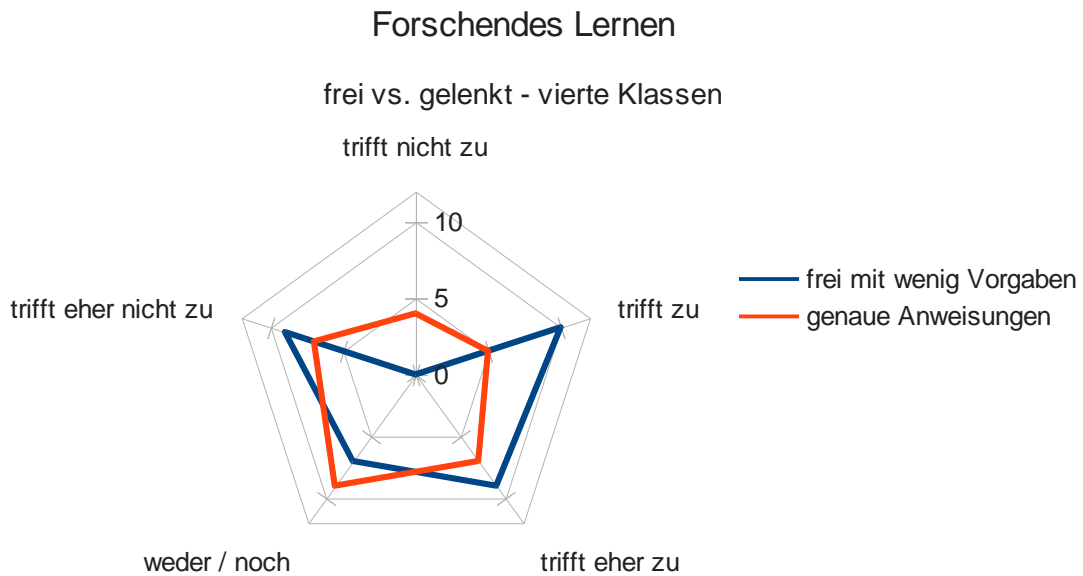 Forschendes Lernen
frei vs. gelenkt - vierte Klassen
trifft nicht zu
10
5
0
trifft eher nicht zu
trifft zu
weder / noch
trifft eher zu
frei mit wenig Vorgaben
genaue Anweisungen